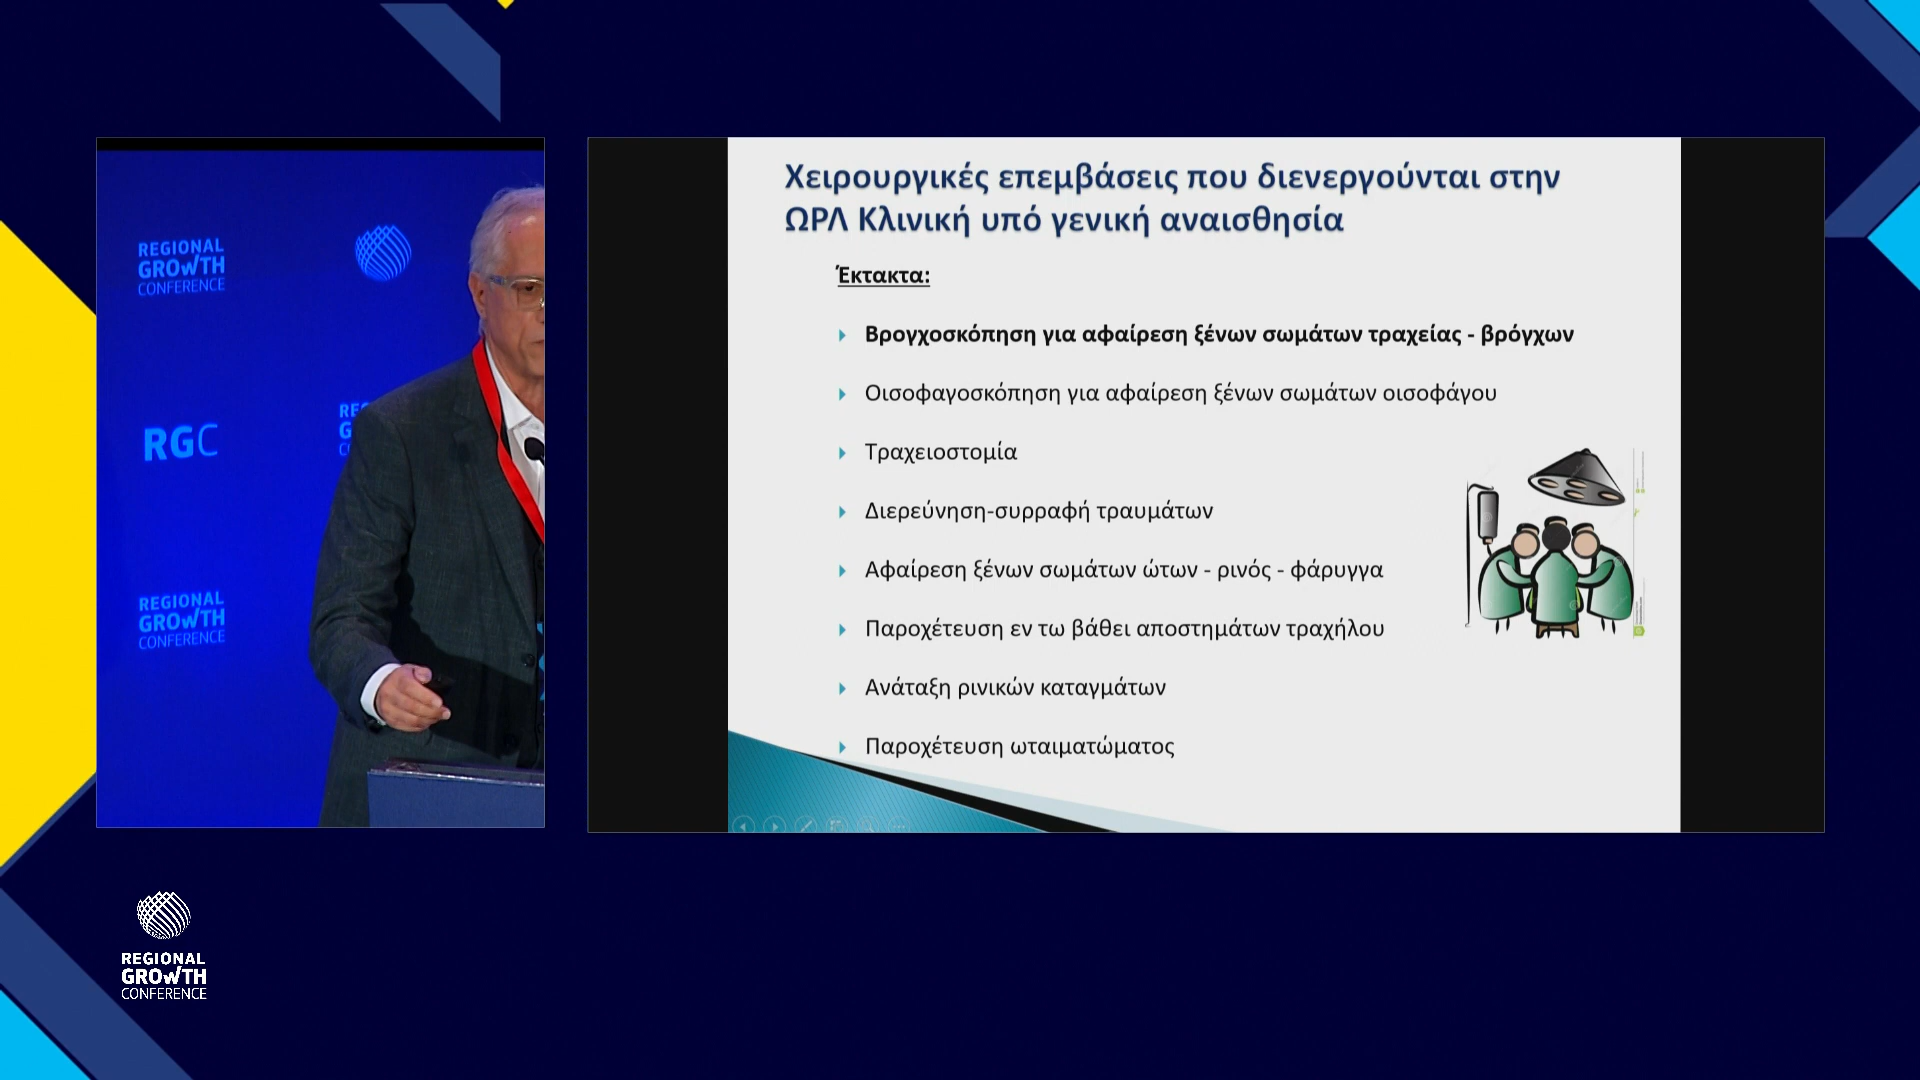 REGIONAL
GROWTH
CONFERENCE
RGC
REGIONAL
GROWTH
CONFERENCE
Χειρουργικές επεμβάσεις που διενεργούνται στην
ΩΡΛ Κλινική υπό γενική αναισθησία
Έκτακτα:
Βρογχοσκόπηση για αφαίρεση ξένων σωμάτων τραχείας - βρόγχων
Οισοφαγοσκόπηση για αφαίρεση ξένων σωμάτων οισοφάγου
Τραχειοστομία
Διερεύνηση-συρραφή τραυμάτων
Αφαίρεση ξένων σωμάτων ώτων - ρινός - φάρυγγα
Παροχέτευση εν τω βάθει αποστημάτων τραχήλου
Ανάταξη ρινικών καταγμάτων
Παροχέτευση ωταιματώματος
REGIONAL
GROWTH
CONFERENCE